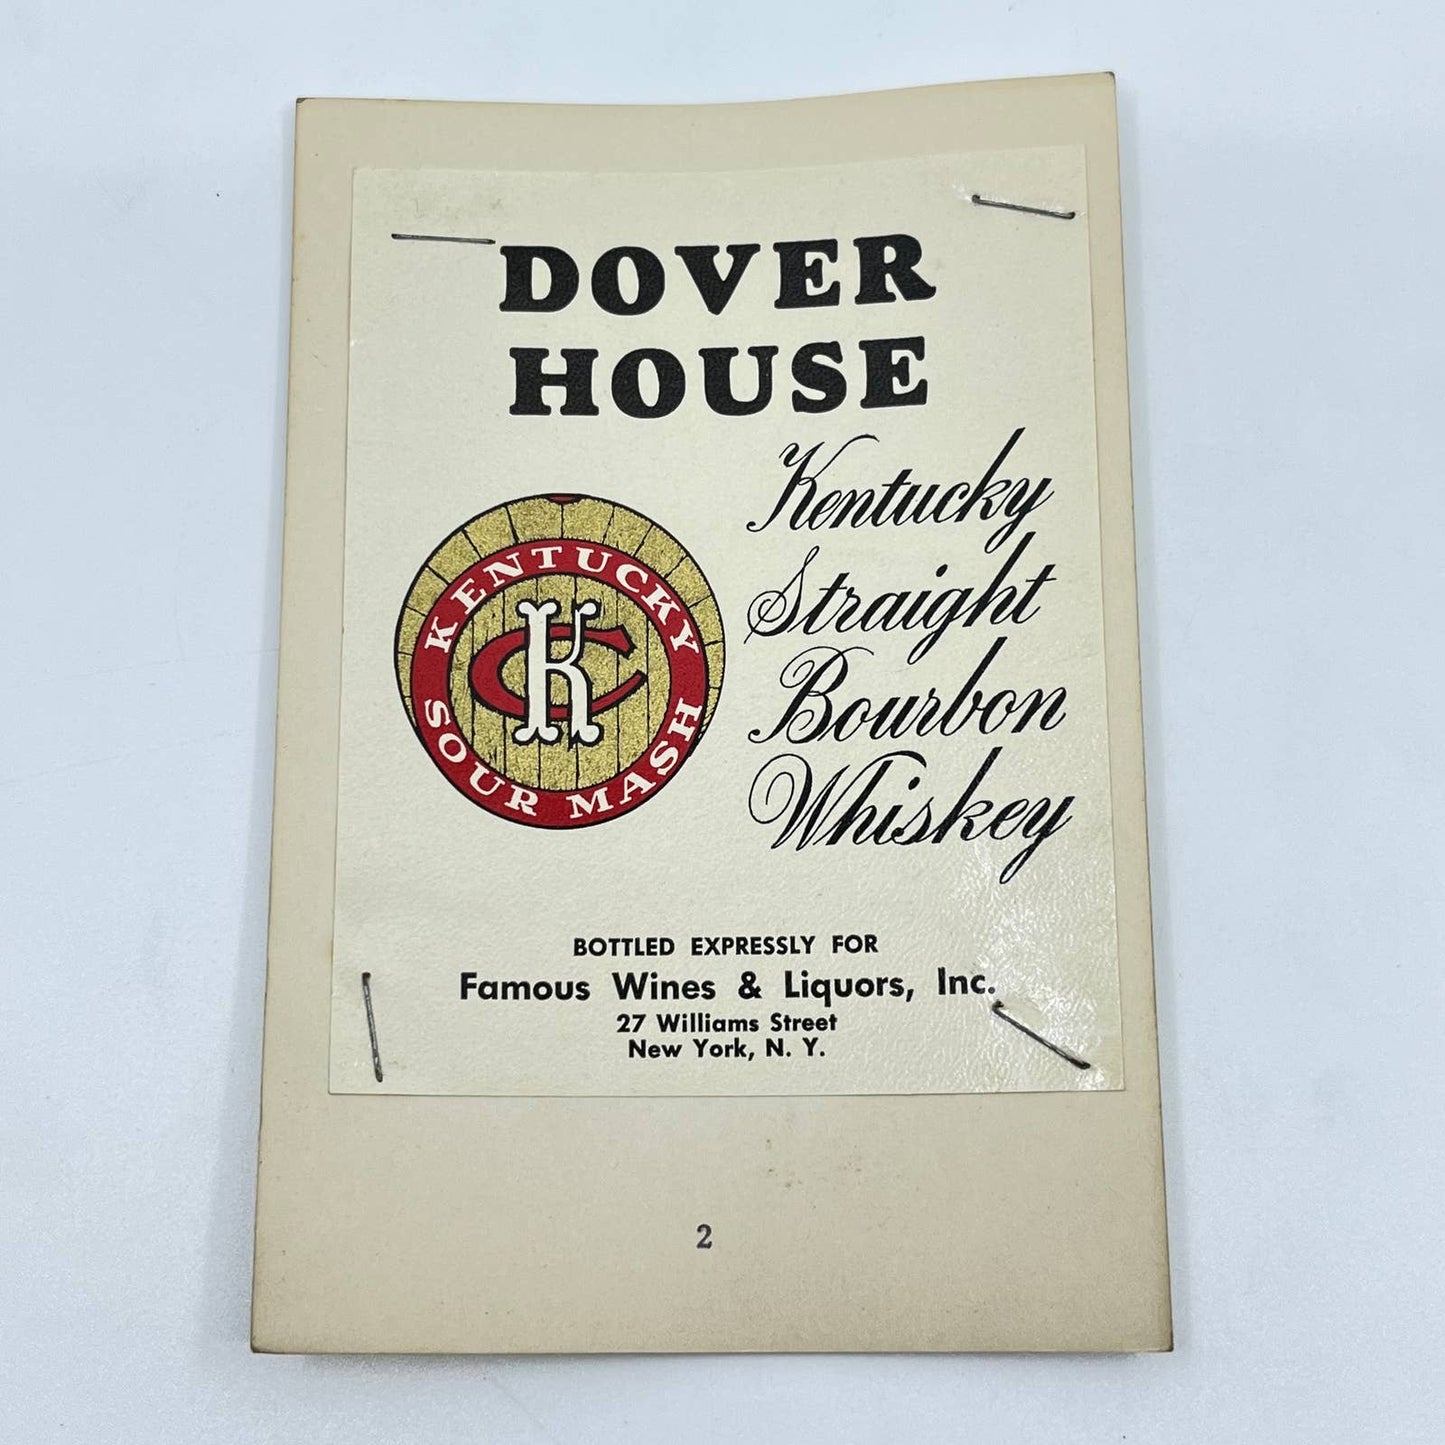 DOVER
HOUSE
Kentucky
Straight
Bourbon
Whiskey
KENTUCKY
SOUR MASH
CK
BOTTLED EXPRESSLY FOR
Famous Wines & Liquors, Inc.
27 Williams Street
New York, N. Y.
2